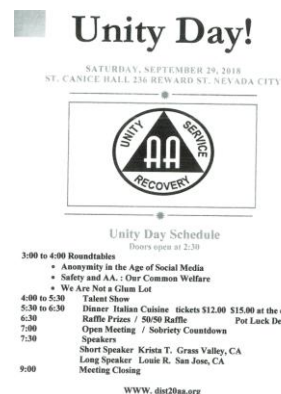 Unity Day!
SATURDAY, SEPTEMBER 29, 2018
ST. CANICE HALL 236 REWARD ST. NEVADA CITY
UNITY
SERVICE
AA
RECOVERY
Unity Day Schedule
Doors open at 2:30
3:00 to 4:00 Roundtables
• Anonymity in the Age of Social Media
• Safety and AA. : Our Common Welfare
• We Are Not a Glum Lot
4:00 to 5:30 Talent Show
5:30 to 6:30 Dinner Italian Cuisine tickets $12.00 $15.00 at the
6:30 Raffle Prizes / 50/50 Raffle Pot Luck De
7:00 Open Meeting / Sobriety Countdown
7:30 Speakers
Short Speaker Krista T. Grass Valley, CA
Long Speaker Louie R. San Jose, CA
9:00 Meeting Closing
WWW. dist20aa.org